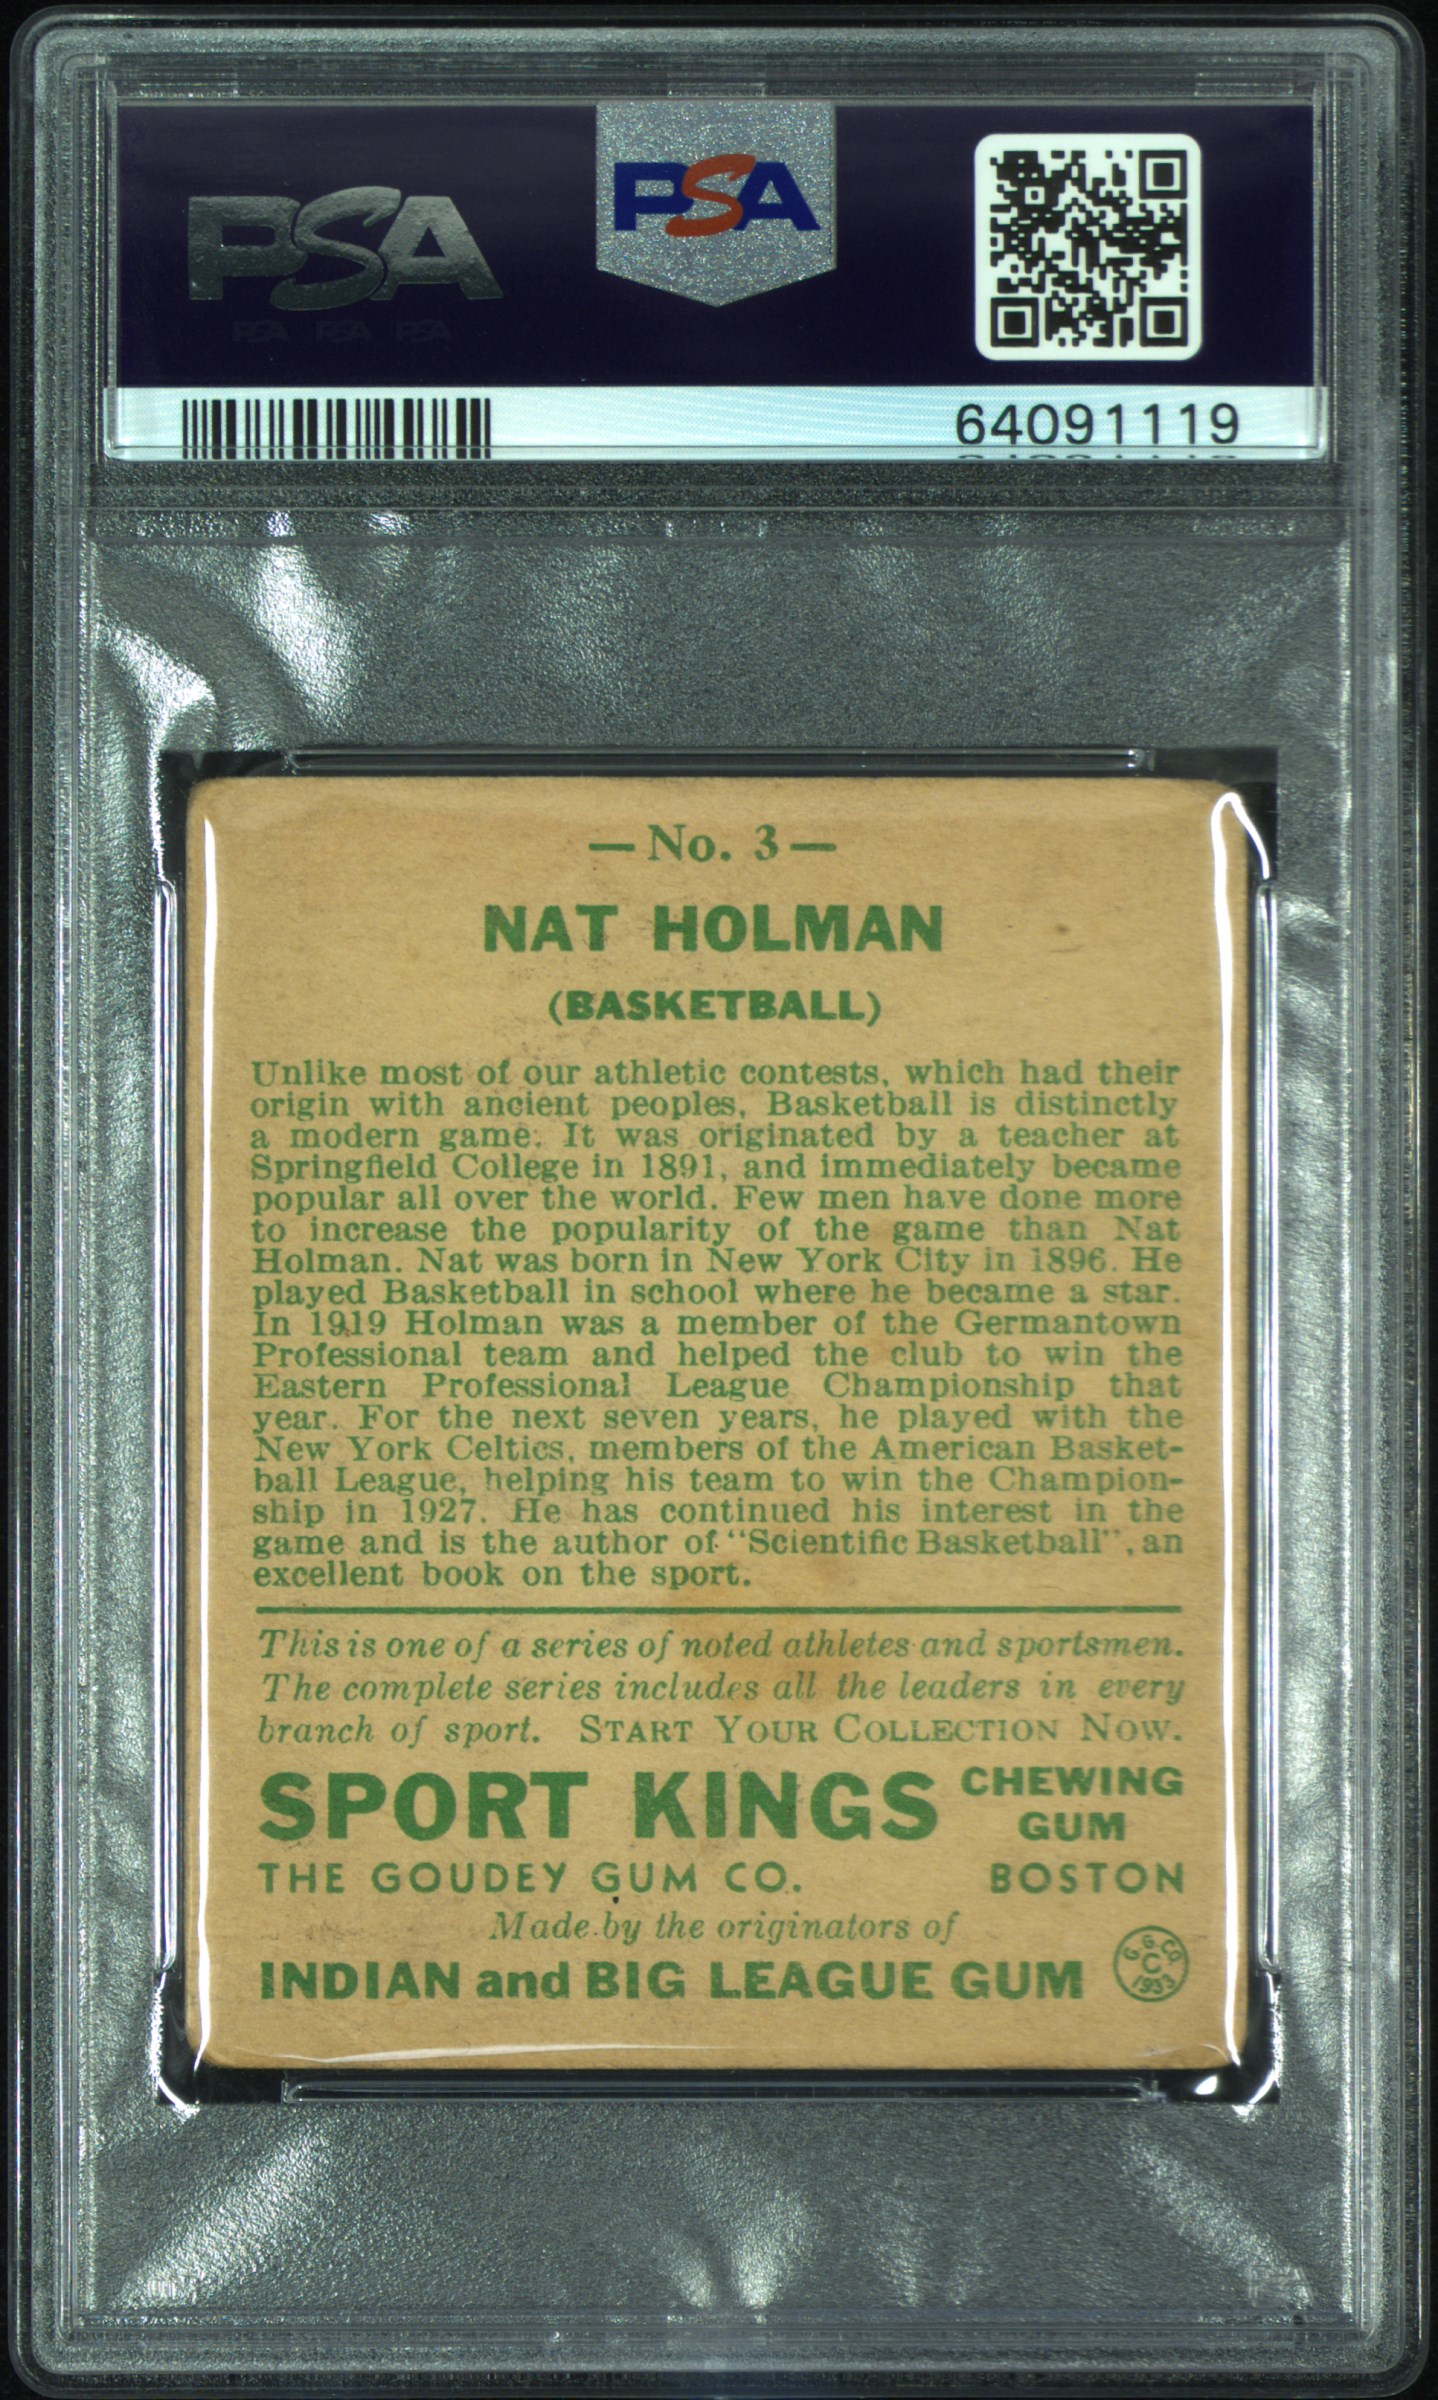 PSA
PSA
PSA PSA PSA
64091119
— No. 3 —
NAT HOLMAN
(BASKETBALL)
Unlike most of our athletic contests, which had their
origin with ancient peoples, Basketball is distinctly
a modern game. It was originated by a teacher at
Springfield College in 1891, and immediately became
popular all over the world. Few men have done more
to increase the popularity of the game than Nat
Holman. Nat was born in New York City in 1896. He
played Basketball in school where he became a star.
In 1919 Holman was a member of the Germantown
Professional team and helped the club to win the
Eastern Professional League Championship that
year. For the next seven years, he played with the
New York Celtics, members of the American Basket-
ball League, helping his team to win the Champion-
ship in 1927. He has continued his interest in the
game and is the author of "Scientific Basketball", an
excellent book on the sport.
This is one of a series of noted athletes and sportsmen.
The complete series includes all the leaders in every
branch of sport. START YOUR COLLECTION NOW.
SPORT KINGS CHEWING
GUM
THE GOUDEY GUM CO. BOSTON
Made by the originators of
INDIAN and BIG LEAGUE GUM
G. G. Co.
C
1933